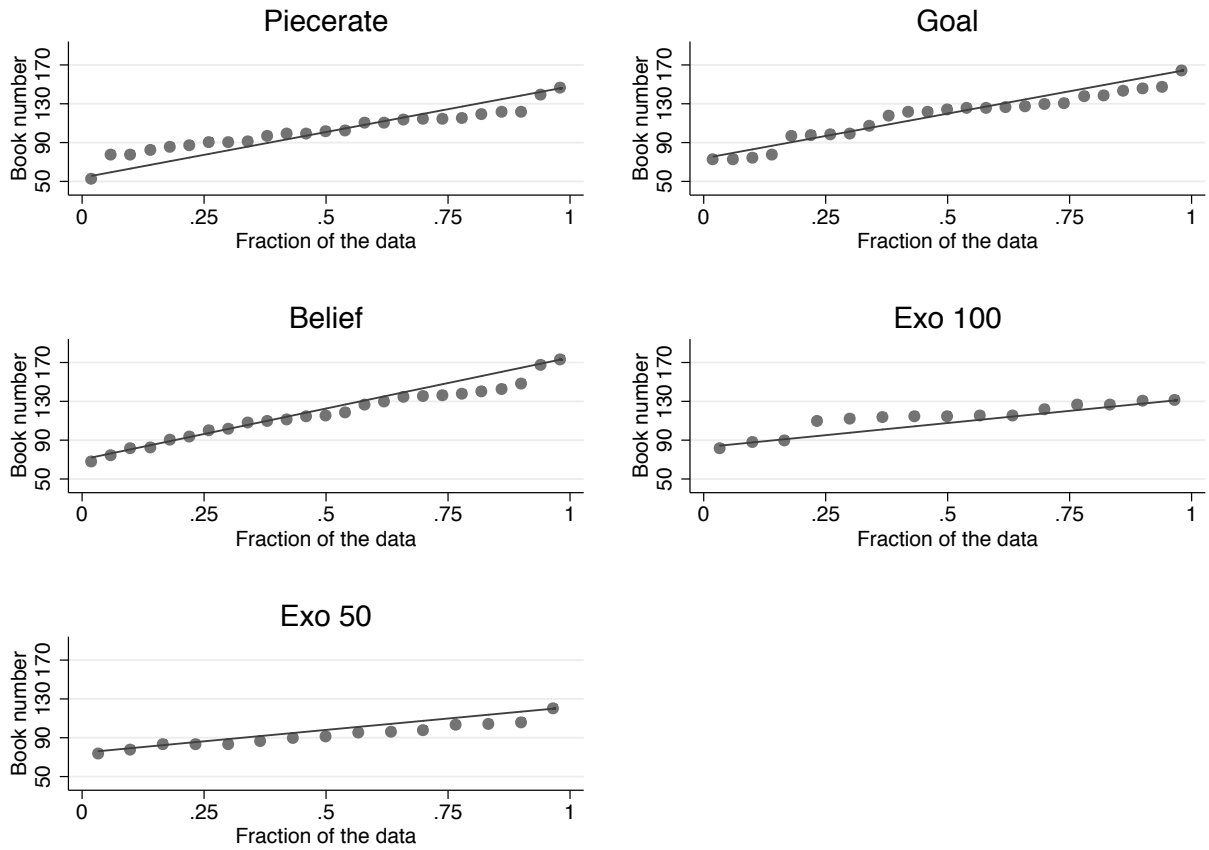 Piecerate
Book number
50 90 130 170
0 .25 .5 .75 1
Fraction of the data
Goal
Book number
50 90 130 170
0 .25 .5 .75 1
Fraction of the data
Belief
Book number
50 90 130 170
0 .25 .5 .75 1
Fraction of the data
Exo 100
Book number
50 90 130 170
0 .25 .5 .75 1
Fraction of the data
Exo 50
Book number
50 90 130 170
0 .25 .5 .75 1
Fraction of the data